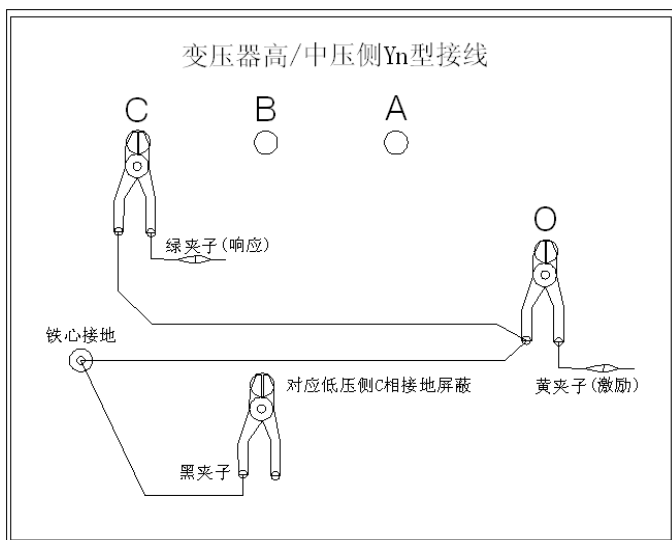 变压器高/中压侧Yn型接线
C B A
绿夹子(响应)
O
铁心接地
对应低压侧C相接地屏蔽
黄夹子(激励)
黑夹子